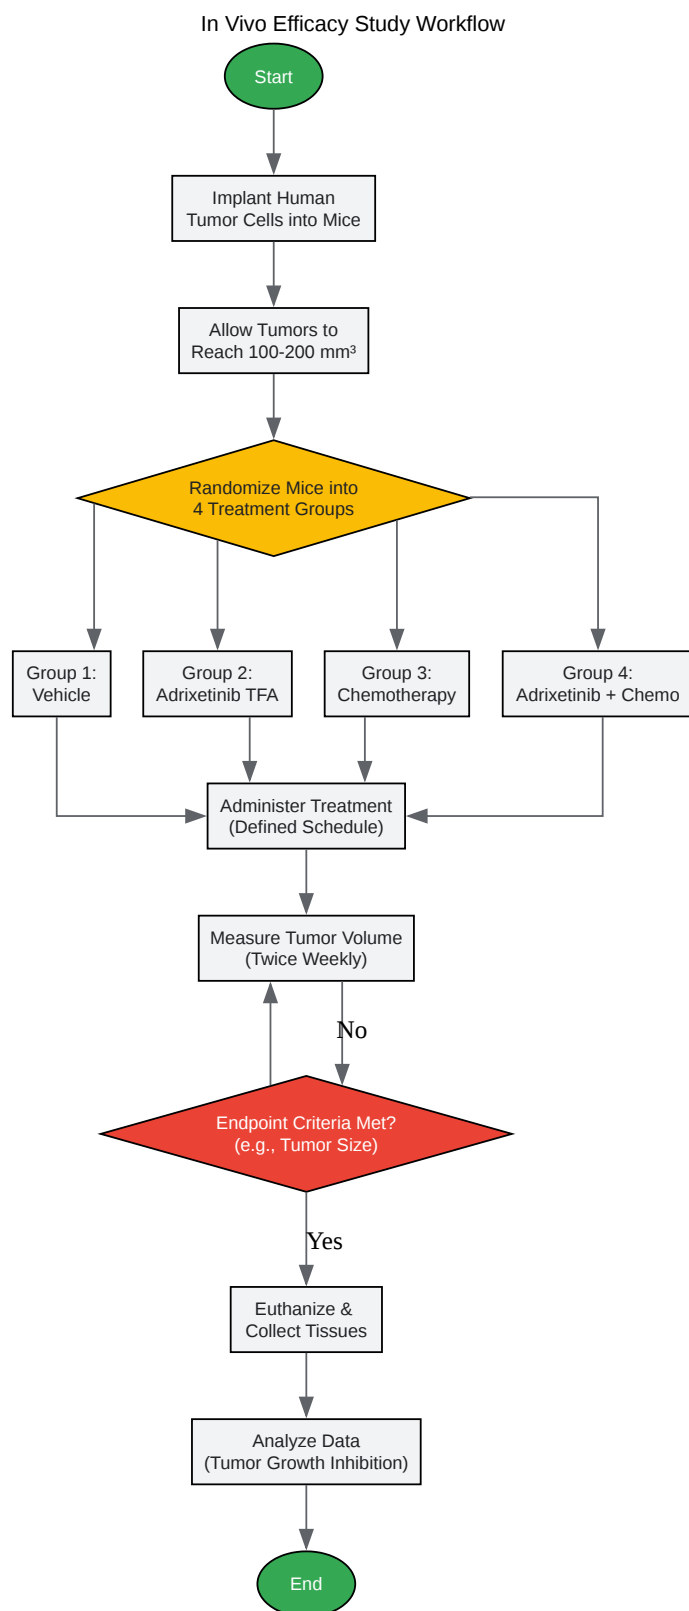 In Vivo Efficacy Study Workflow
Start
Implant Human
Tumor Cells into Mice
Allow Tumors to
Reach 100-200 mm³
Randomize Mice into
4 Treatment Groups
Group 1:
Vehicle
Group 2:
Adrixetinib TFA
Group 3:
Chemotherapy
Group 4:
Adrixetinib + Chemo
Administer Treatment
(Defined Schedule)
Measure Tumor Volume
(Twice Weekly)
No
Endpoint Criteria Met?
(e.g., Tumor Size)
Yes
Euthanize &
Collect Tissues
Analyze Data
(Tumor Growth Inhibition)
End